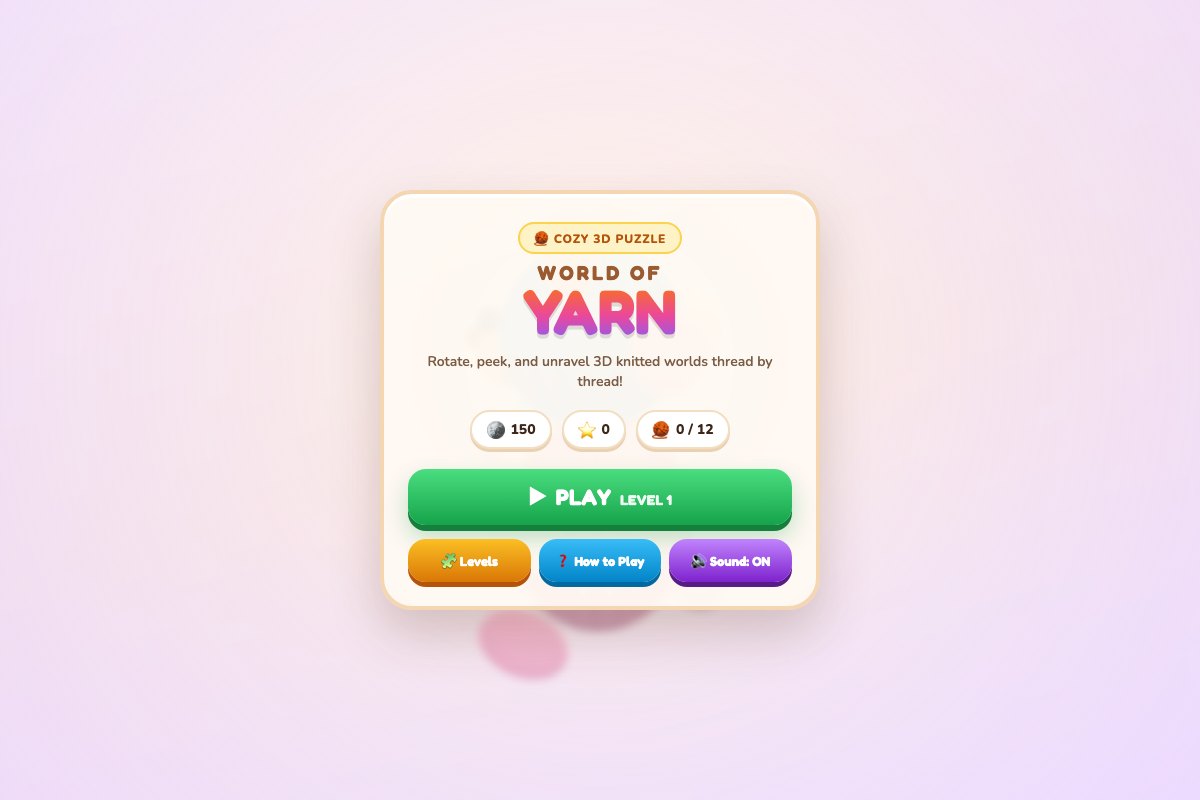 COZY 3D PUZZLE
WORLD OF
YARN
Rotate, peek, and unravel 3D knitted worlds thread by
thread!
150 0 0 / 12
PLAY LEVEL 1
Levels How to Play Sound: ON